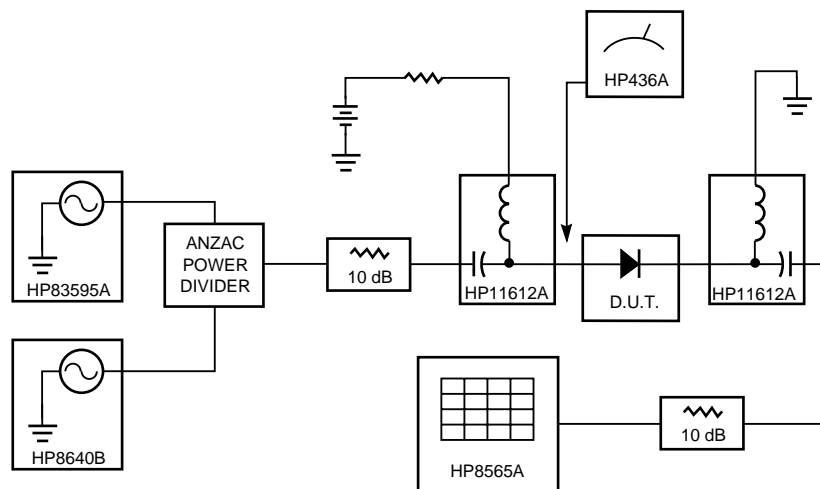 HP436A
HP83595A
ANZAC
POWER
DIVIDER
10 dB
HP11612A
D.U.T.
HP11612A
HP8640B
HP8565A
10 dB